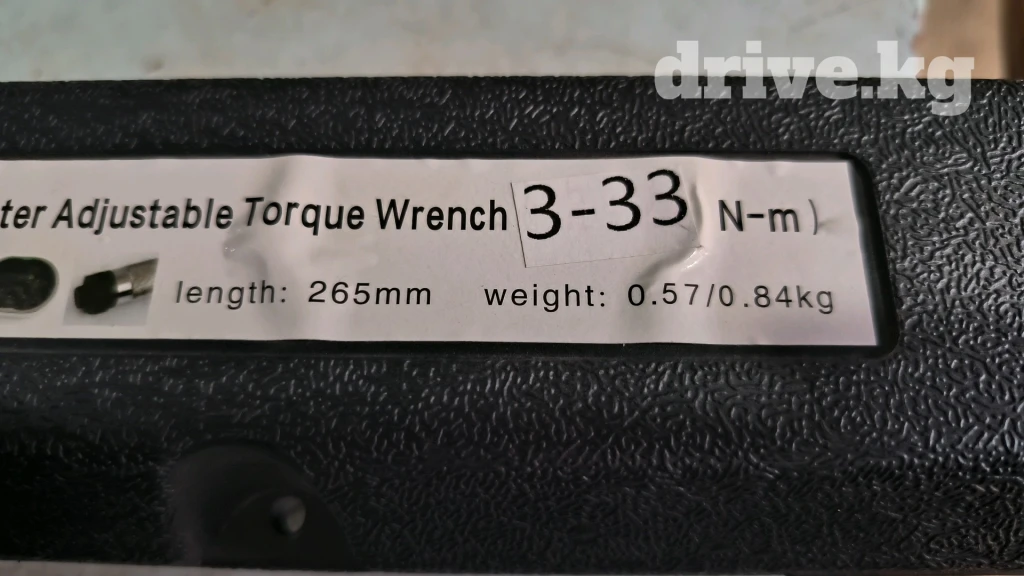 drive.kg
ter Adjustable Torque Wrench 3-33 N-m)
length: 265mm weight: 0.57/0.84kg